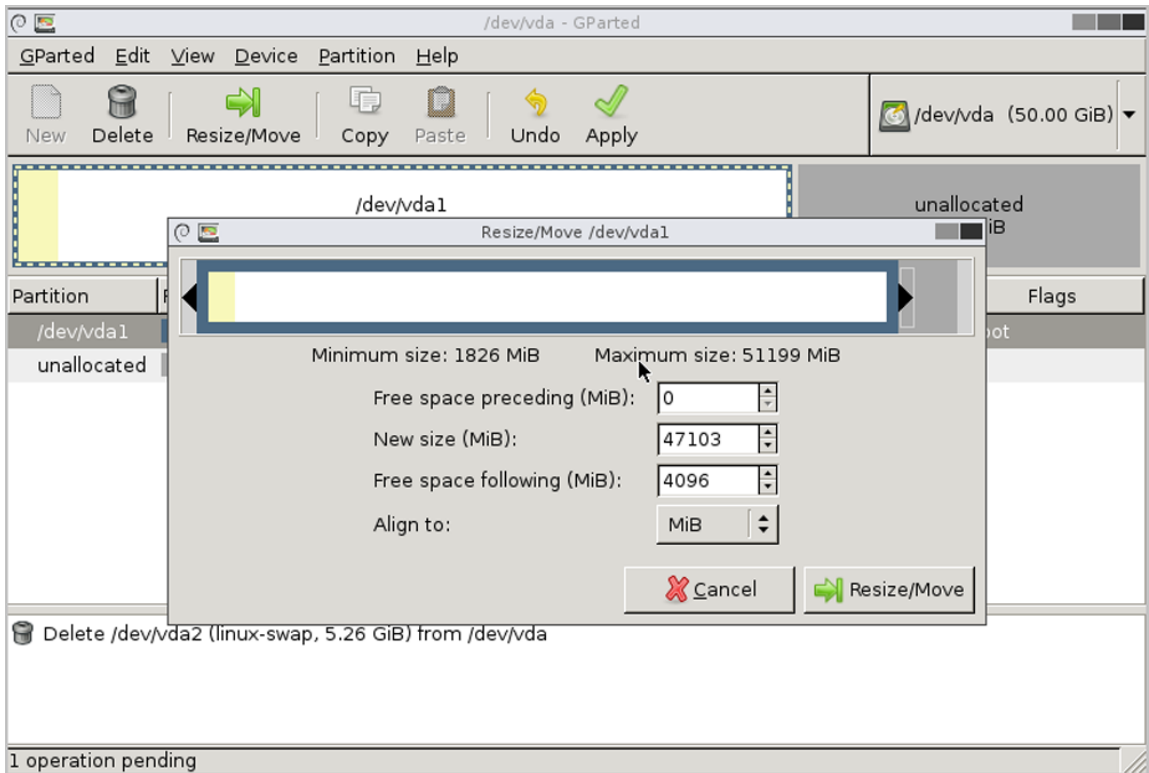 /dev/vda - GParted
GParted Edit View Device Partition Help
New Delete Resize/Move Copy Paste Undo Apply /dev/vda (50.00 GiB)
/dev/vda1
unallocated
iB
Resize/Move /dev/vda1
Partition F Flags
/dev/vda1 oot
unallocated
Minimum size: 1826 MiB Maximum size: 51199 MiB
Free space preceding (MiB): 0
New size (MiB): 47103
Free space following (MiB): 4096
Align to: MiB
Cancel Resize/Move
Delete /dev/vda2 (linux-swap, 5.26 GiB) from /dev/vda
1 operation pending